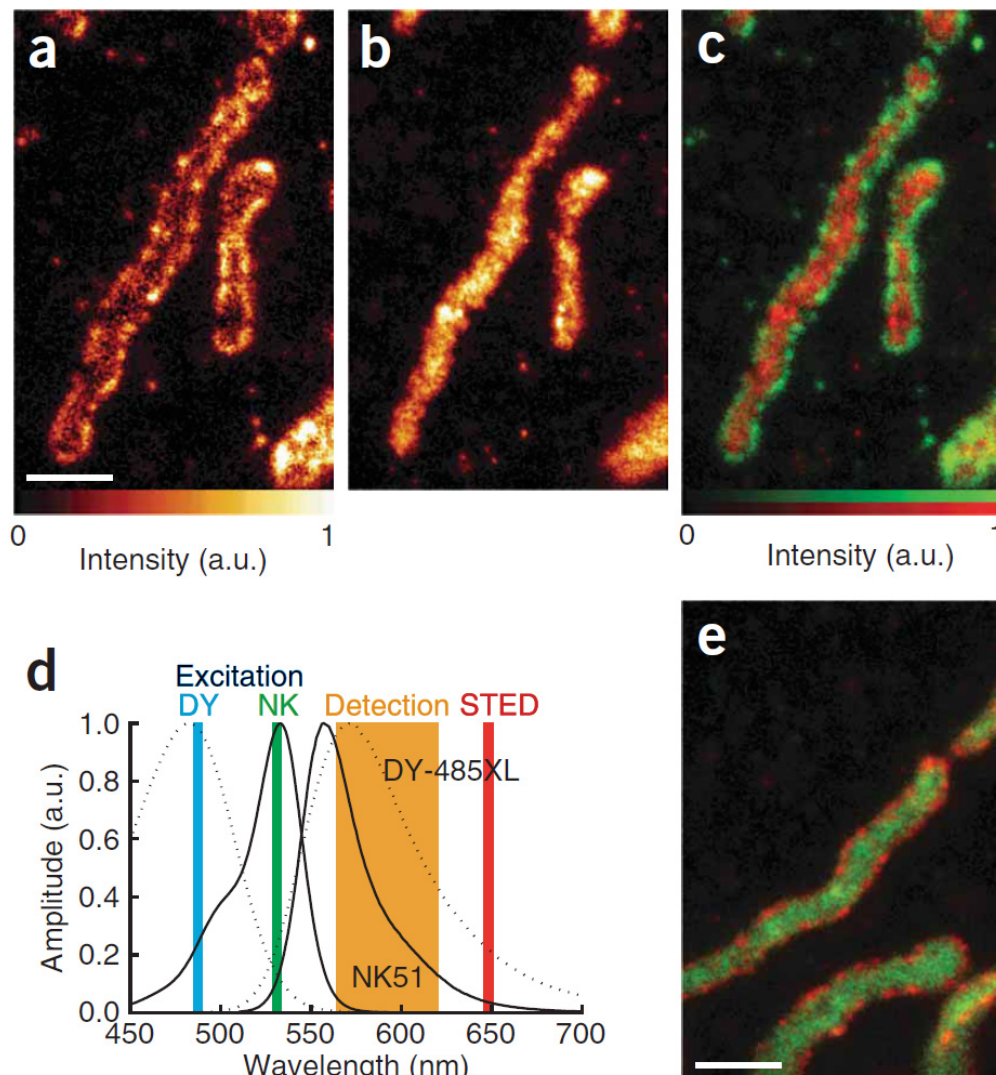 a
b
c
0 1
Intensity (a.u.)
0 1
Intensity (a.u.)
d
Excitation
DY NK Detection STED
1.0
0.8
0.6
0.4
0.2
0.0
Amplitude (a.u.)
DY-485XL
NK51
450 500 550 600 650 700
Wavelength (nm)
e